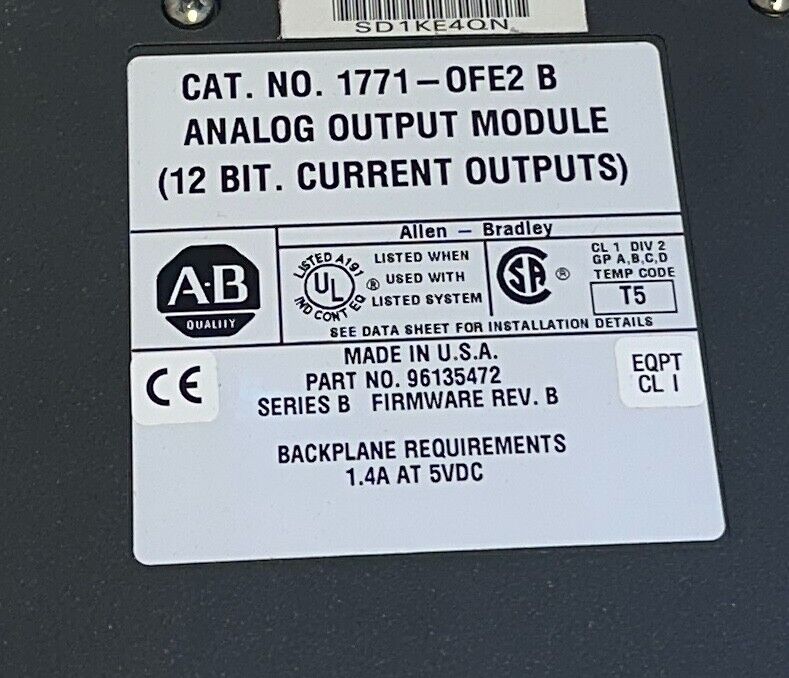 SD1KE4QN
CAT. NO. 1771-OFE2 B
ANALOG OUTPUT MODULE
(12 BIT. CURRENT OUTPUTS)
Allen - Bradley
A·B
QUALITY
LISTED A191
UL
IND CONT EQ
®
LISTED WHEN
USED WITH
LISTED SYSTEM
SA
®
CL 1 DIV 2
GP A,B,C,D
TEMP CODE
T5
SEE DATA SHEET FOR INSTALLATION DETAILS
CE
MADE IN U.S.A.
PART NO. 96135472
SERIES B FIRMWARE REV. B
EQPT
CL I
BACKPLANE REQUIREMENTS
1.4A AT 5VDC